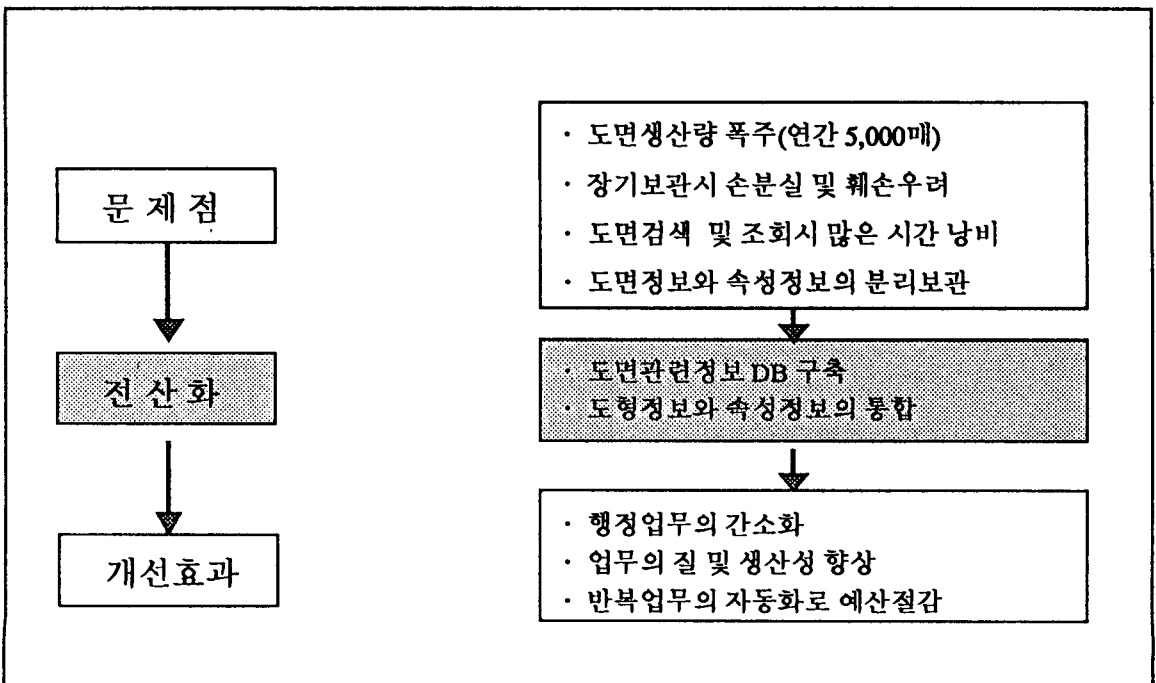 문 제 점
전 산 화
개선효과
· 도면생산량 폭주(연간 5,000매)
· 장기보관시 손분실 및 훼손우려
· 도면검색 및 조회시 많은 시간 낭비
· 도면정보와 속성정보의 분리보관
· 도면관련정보 DB 구축
· 도형정보와 속성정보의 통합
· 행정업무의 간소화
· 업무의 질 및 생산성 향상
· 반복업무의 자동화로 예산절감